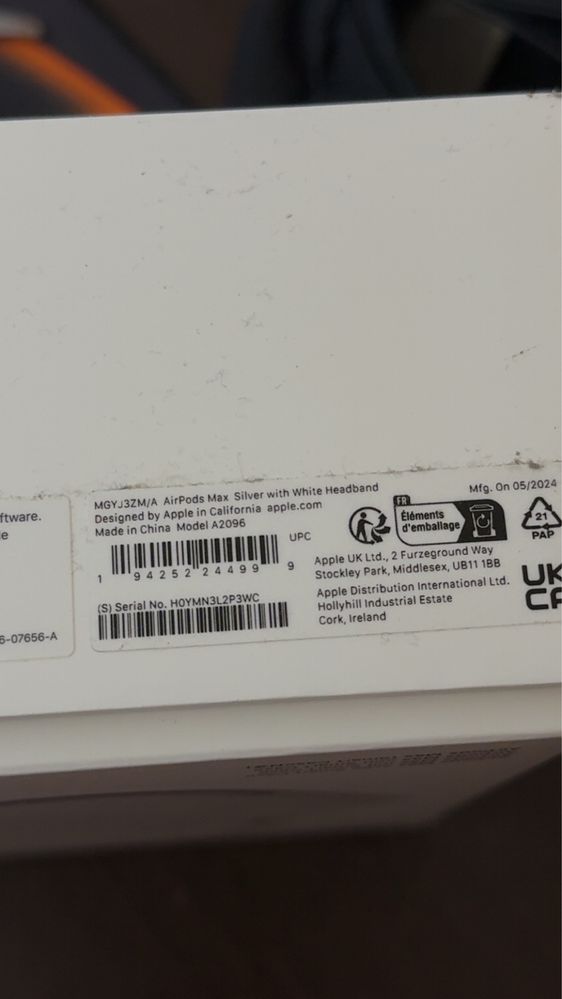 ftware.
e
6-07656-A
MGYJ3ZM/A AirPods Max Silver with White Headband
Designed by Apple in California apple.com
Made in China Model A2096
UPC
1 94252 24499 9
(S) Serial No. H0YMN3L2P3WC
Mfg. On 05/2024
FR
Éléments
d'emballage
21
PAP
Apple UK Ltd., 2 Furzeground Way
Stockley Park, Middlesex, UB11 1BB
Apple Distribution International Ltd.
Hollyhill Industrial Estate
Cork, Ireland
UK
CA